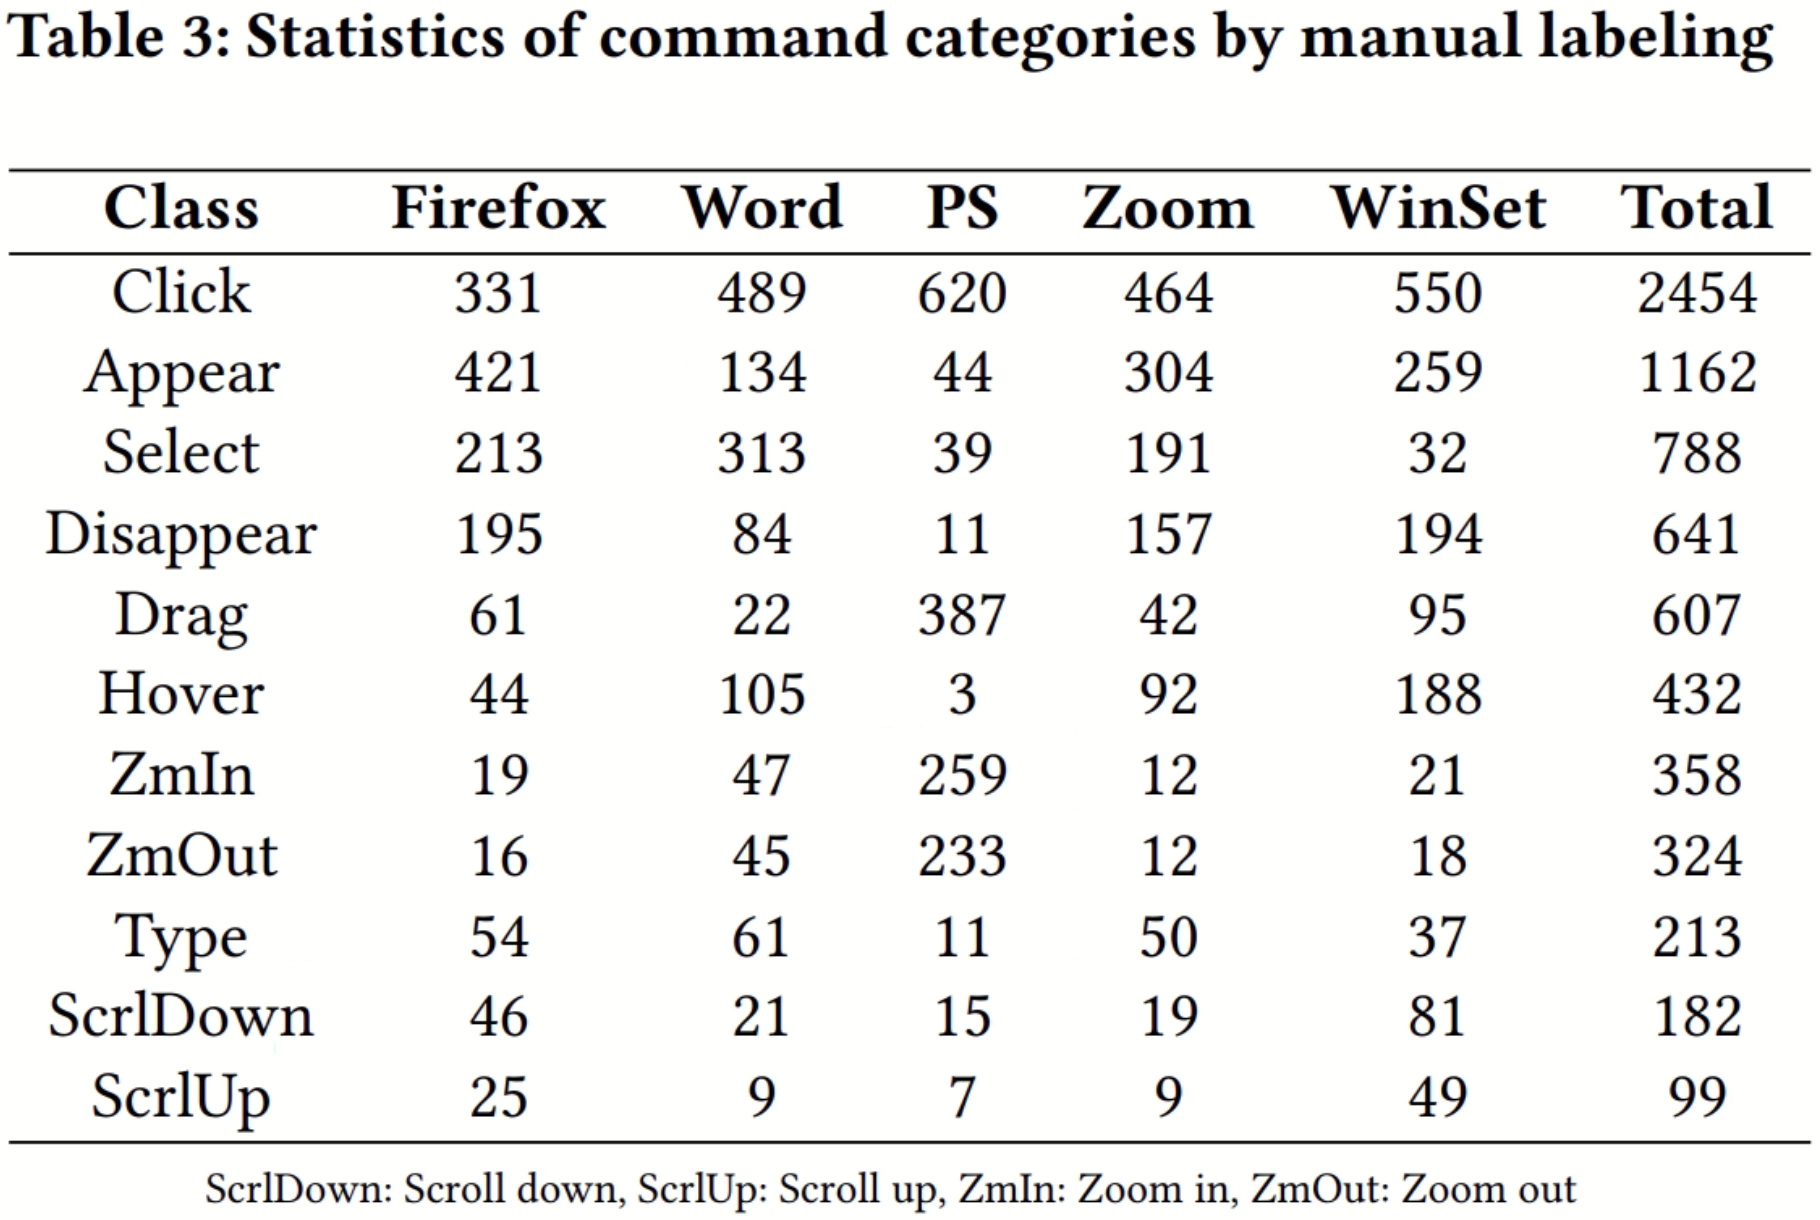 Table 3: Statistics of command categories by manual labeling
Class Firefox Word PS Zoom WinSet Total
Click 331 489 620 464 550 2454
Appear 421 134 44 304 259 1162
Select 213 313 39 191 32 788
Disappear 195 84 11 157 194 641
Drag 61 22 387 42 95 607
Hover 44 105 3 92 188 432
ZmIn 19 47 259 12 21 358
ZmOut 16 45 233 12 18 324
Type 54 61 11 50 37 213
ScrlDown 46 21 15 19 81 182
ScrlUp 25 9 7 9 49 99
ScrlDown: Scroll down, ScrlUp: Scroll up, ZmIn: Zoom in, ZmOut: Zoom out